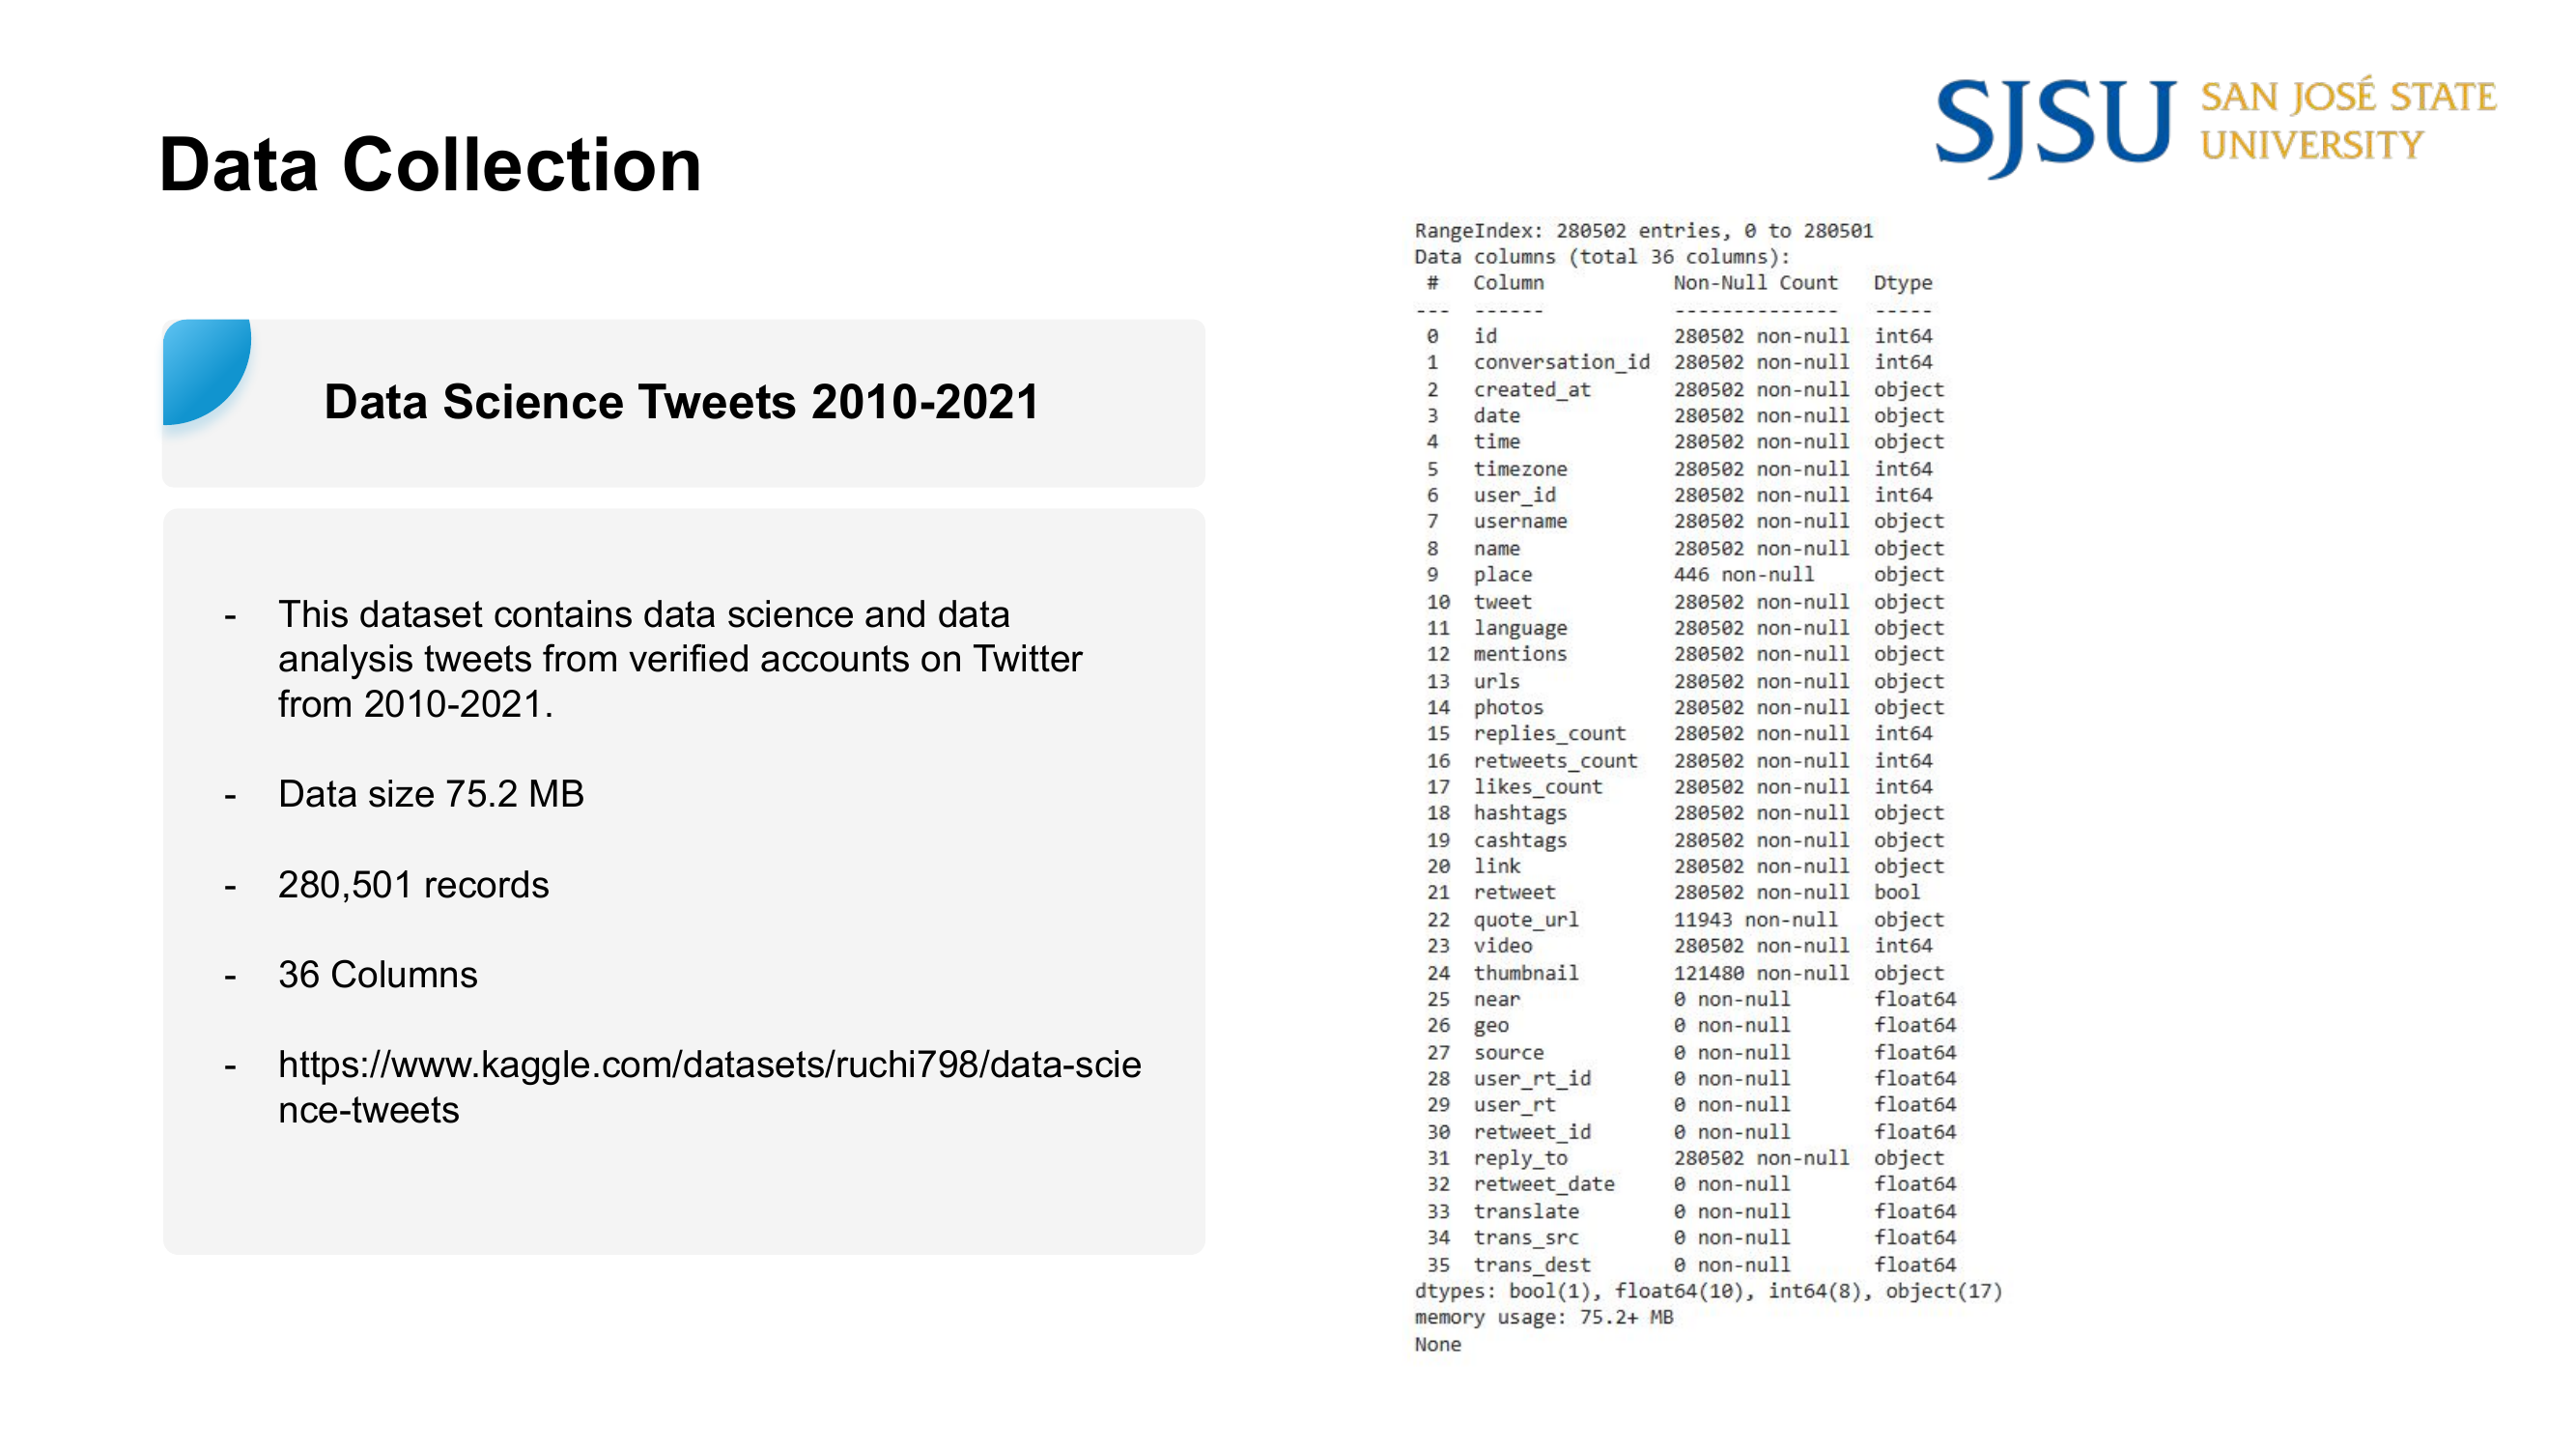 SJSU SAN JOSÉ STATE
UNIVERSITY
Data Collection
Data Science Tweets 2010-2021
- This dataset contains data science and data
analysis tweets from verified accounts on Twitter
from 2010-2021.
- Data size 75.2 MB
- 280,501 records
- 36 Columns
- https://www.kaggle.com/datasets/ruchi798/data-scie
nce-tweets
RangeIndex: 280502 entries, 0 to 280501
Data columns (total 36 columns):
# Column Non-Null Count Dtype
--- ------ -------------- -----
0 id 280502 non-null int64
1 conversation_id 280502 non-null int64
2 created_at 280502 non-null object
3 date 280502 non-null object
4 time 280502 non-null object
5 timezone 280502 non-null int64
6 user_id 280502 non-null int64
7 username 280502 non-null object
8 name 280502 non-null object
9 place 446 non-null object
10 tweet 280502 non-null object
11 language 280502 non-null object
12 mentions 280502 non-null object
13 urls 280502 non-null object
14 photos 280502 non-null object
15 replies_count 280502 non-null int64
16 retweets_count 280502 non-null int64
17 likes_count 280502 non-null int64
18 hashtags 280502 non-null object
19 cashtags 280502 non-null object
20 link 280502 non-null object
21 retweet 280502 non-null bool
22 quote_url 11943 non-null object
23 video 280502 non-null int64
24 thumbnail 121480 non-null object
25 near 0 non-null float64
26 geo 0 non-null float64
27 source 0 non-null float64
28 user_rt_id 0 non-null float64
29 user_rt 0 non-null float64
30 retweet_id 0 non-null float64
31 reply_to 280502 non-null object
32 retweet_date 0 non-null float64
33 translate 0 non-null float64
34 trans_src 0 non-null float64
35 trans_dest 0 non-null float64
dtypes: bool(1), float64(10), int64(8), object(17)
memory usage: 75.2+ MB
None